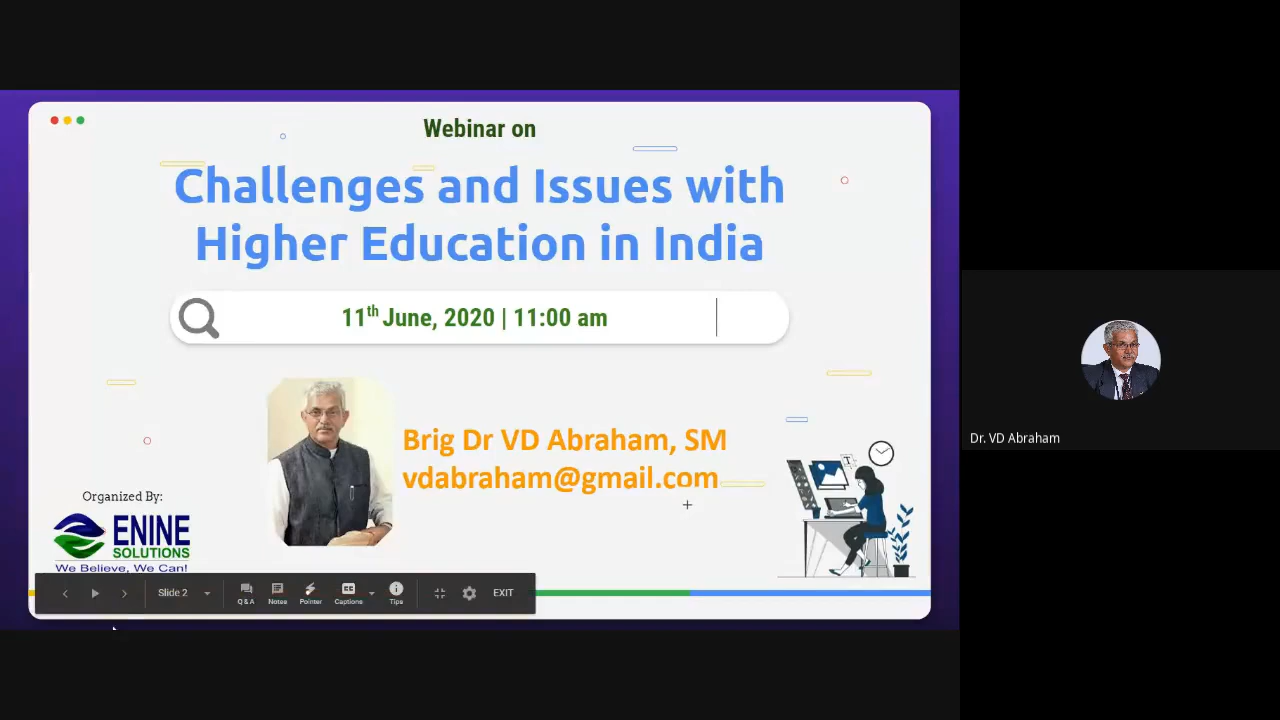 Webinar on
Challenges and Issues with
Higher Education in India
11th June, 2020 | 11:00 am
Brig Dr VD Abraham, SM
vdabraham@gmail.com
Organized By:
ENINE
SOLUTIONS
We Believe, We Can!
Slide 2
Q & A
Notes
Pointer
CC
Captions
Tips
EXIT
T
Dr. VD Abraham